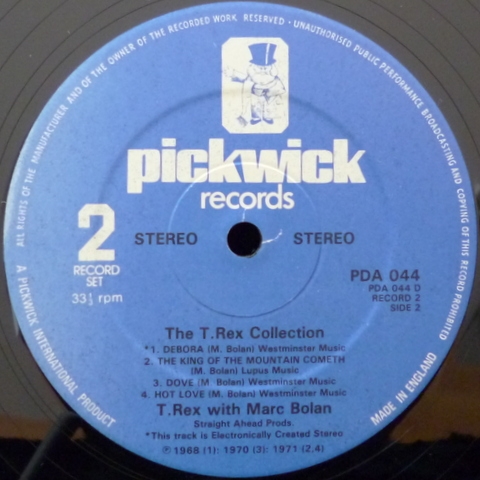 ALL RIGHTS OF THE MANUFACTURER AND OF THE OWNER OF THE RECORDED WORK RESERVED · UNAUTHORISED PUBLIC PERFORMANCE BROADCASTING AND COPYING OF THIS RECORD PROHIBITED
pickwick
records
2
RECORD
SET
33⅓ rpm
STEREO STEREO
PDA 044
PDA 044 D
RECORD 2
SIDE 2
The T.Rex Collection
*1. DEBORA (M. Bolan) Westminster Music
2. THE KING OF THE MOUNTAIN COMETH
(M. Bolan) Lupus Music
3. DOVE (M. Bolan) Westminster Music
4. HOT LOVE (M. Bolan) Westminster Music
T.Rex with Marc Bolan
Straight Ahead Prods.
*This track is Electronically Created Stereo
Ⓟ 1968 (1): 1970 (3): 1971 (2,4)
A PICKWICK INTERNATIONAL PRODUCT
MADE IN ENGLAND